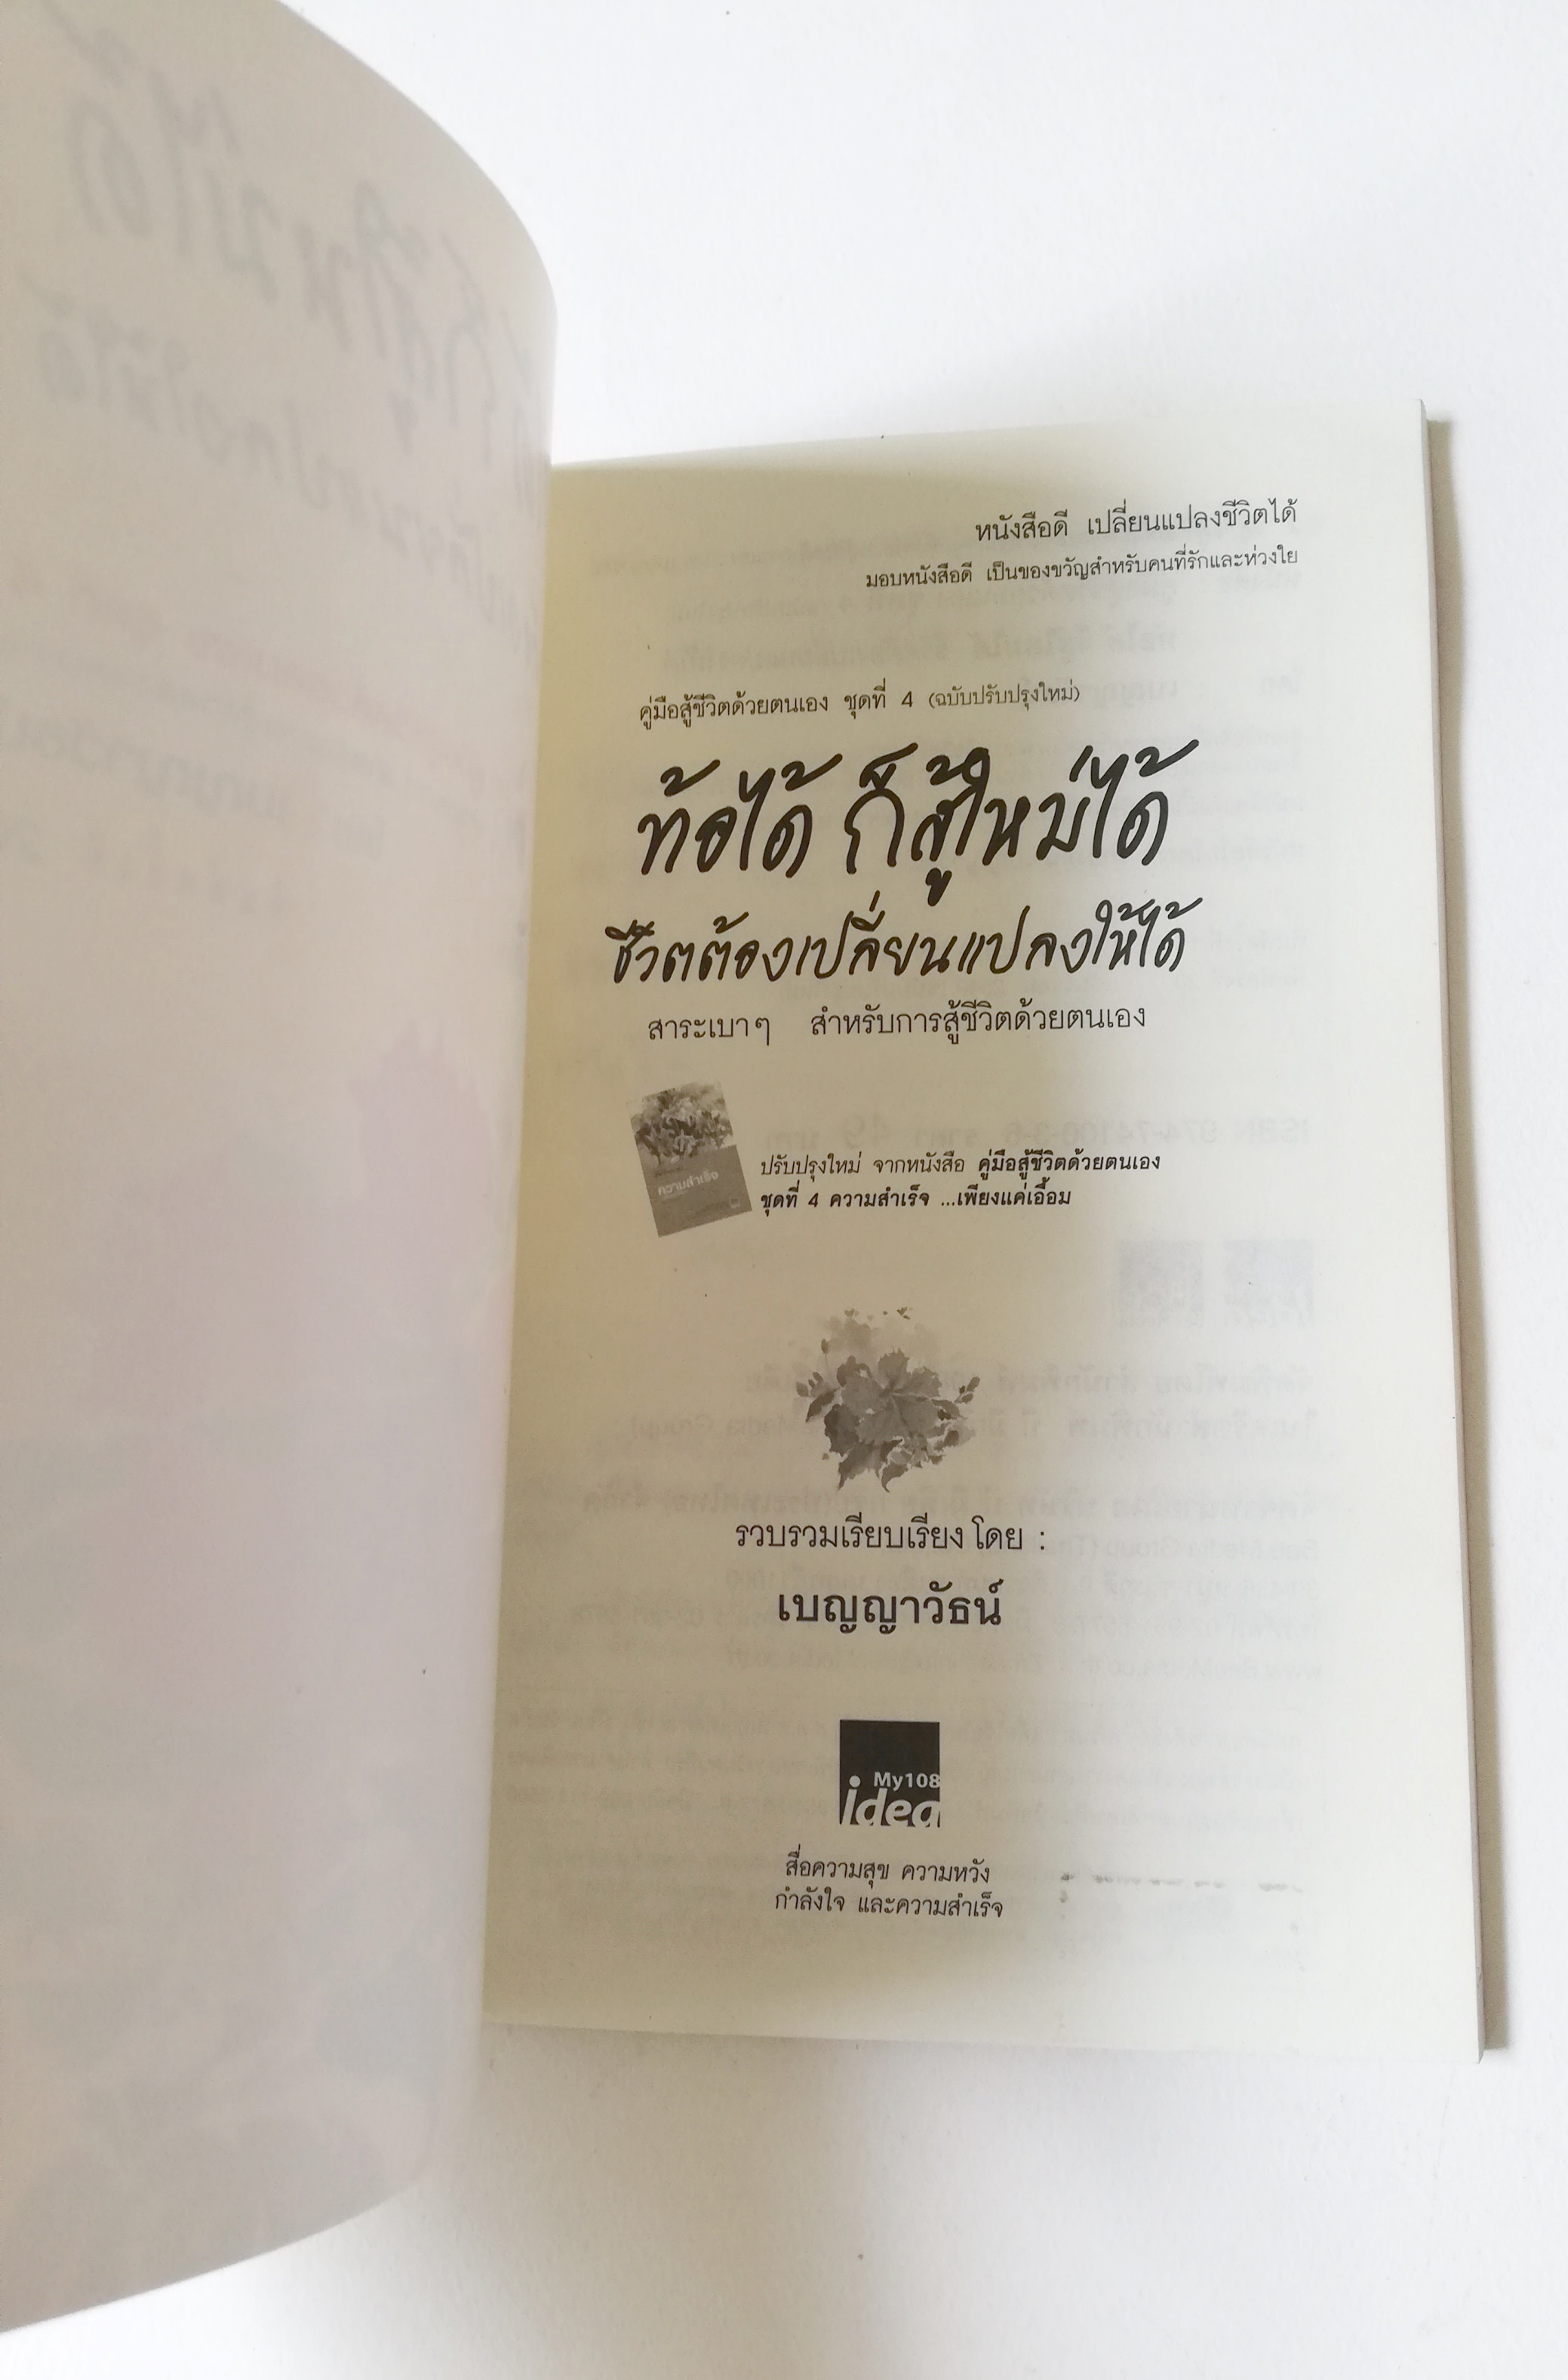 หนังสือดี เปลี่ยนแปลงชีวิตได้
มอบหนังสือดี เป็นของขวัญสำหรับคนที่รักและห่วงใย
คู่มือสู้ชีวิตด้วยตนเอง ชุดที่ 4 (ฉบับปรับปรุงใหม่)
ท้อได้ ก็สู้ใหม่ได้
ชีวิตต้องเปลี่ยนแปลงให้ได้
สาระเบาๆ สำหรับการสู้ชีวิตด้วยตนเอง
ความสำเร็จ
ปรับปรุงใหม่ จากหนังสือ คู่มือสู้ชีวิตด้วยตนเอง
ชุดที่ 4 ความสำเร็จ ...เพียงแค่เอื้อม
รวบรวมเรียบเรียงโดย :
เบญญาวัธน์
My108
idea
สื่อความสุข ความหวัง
กำลังใจ และความสำเร็จ